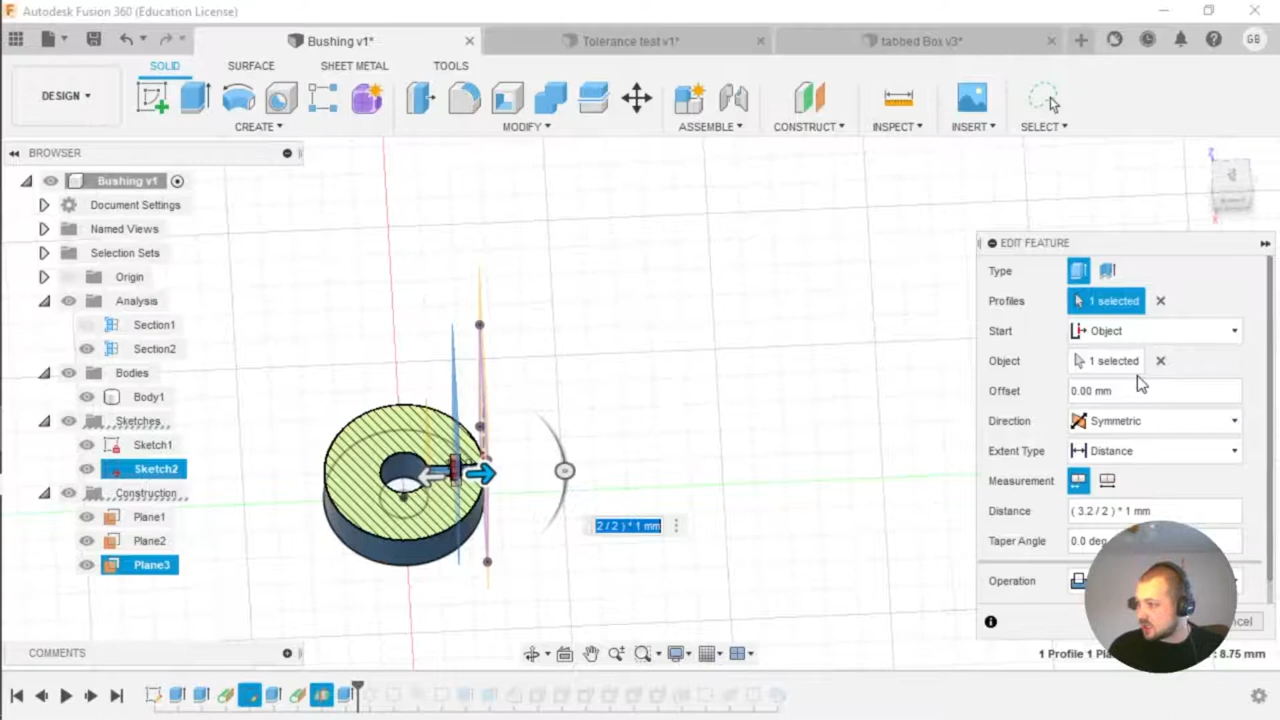 Autodesk Fusion 360 (Education License)
Bushing v1*
Tolerance test v1*
tabbed Box v3*
GB
DESIGN
SOLID
SURFACE
SHEET METAL
TOOLS
CREATE
MODIFY
ASSEMBLE
CONSTRUCT
INSPECT
INSERT
SELECT
BROWSER
Bushing v1
Document Settings
Named Views
Selection Sets
Origin
Analysis
Section1
Section2
Bodies
Body1
Sketches
Sketch1
Sketch2
Construction
Plane1
Plane2
Plane3
Z
X
2 / 2 ) * 1 mm
EDIT FEATURE
Type
Profiles 1 selected
Start Object
Object 1 selected
Offset 0.00 mm
Direction Symmetric
Extent Type Distance
Measurement
Distance ( 3.2 / 2 ) * 1 mm
Taper Angle 0.0 deg
Operation
COMMENTS
: 8.75 mm